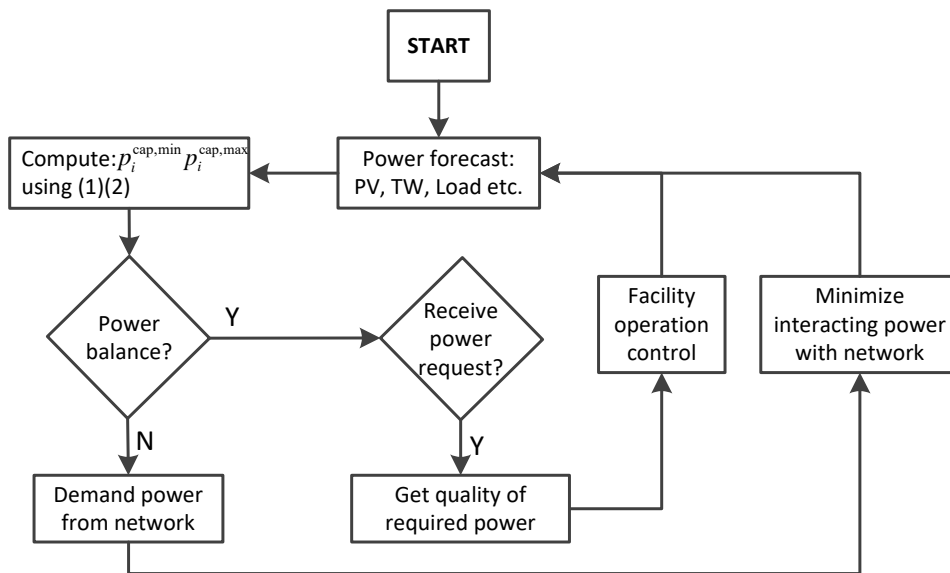 START
Power forecast:
PV, TW, Load etc.
Compute: p_i^{cap,min} p_i^{cap,max}
using (1)(2)
Power
balance?
Y
Receive
power
request?
Facility
operation
control
Minimize
interacting power
with network
N
Y
Demand power
from network
Get quality of
required power